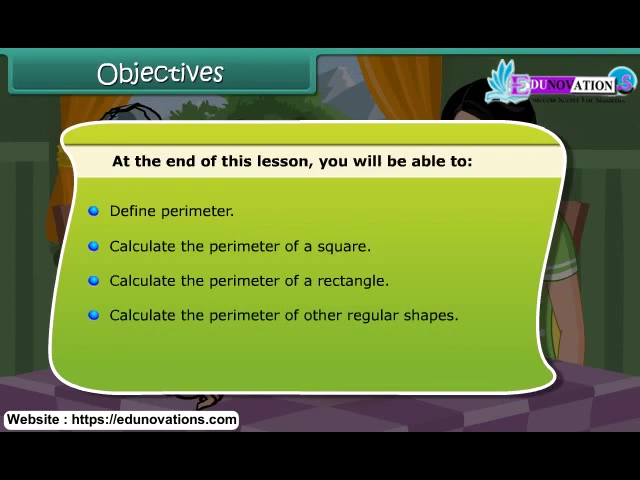 Objectives
EDUNOVATION
S
At the end of this lesson, you will be able to:
Define perimeter.
Calculate the perimeter of a square.
Calculate the perimeter of a rectangle.
Calculate the perimeter of other regular shapes.
Website : https://edunovations.com